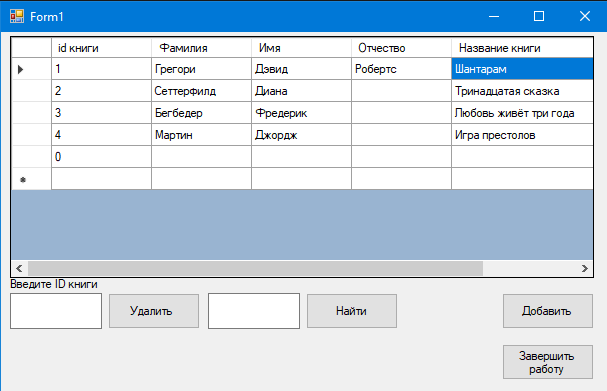 Form1
id книги Фамилия Имя Отчество Название книги
1 Грегори Дэвид Робертс Шантарам
2 Сеттерфилд Диана Тринадцатая сказка
3 Бегбедер Фредерик Любовь живёт три года
4 Мартин Джордж Игра престолов
0
Введите ID книги
Удалить Найти Добавить
Завершить
работу